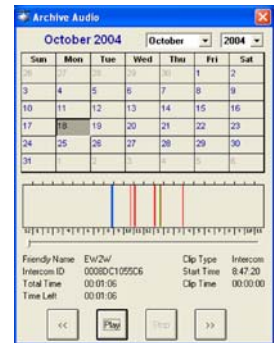 Archive Audio
October 2004 October 2004
Sun Mon Tue Wed Thu Fri Sat
26 27 28 29 30 1 2
3 4 5 6 7 8 9
10 11 12 13 14 15 16
17 18 19 20 21 22 23
24 25 26 27 28 29 30
31 1 2 3 4 5 6
Friendly Name EW2W Clip Type Intercom
Intercom ID 0008DC1055C6 Start Time 8:47:20
Total Time 00:01:06 Clip Time 00:00:00
Time Left 00:01:06
<< Play Stop >>